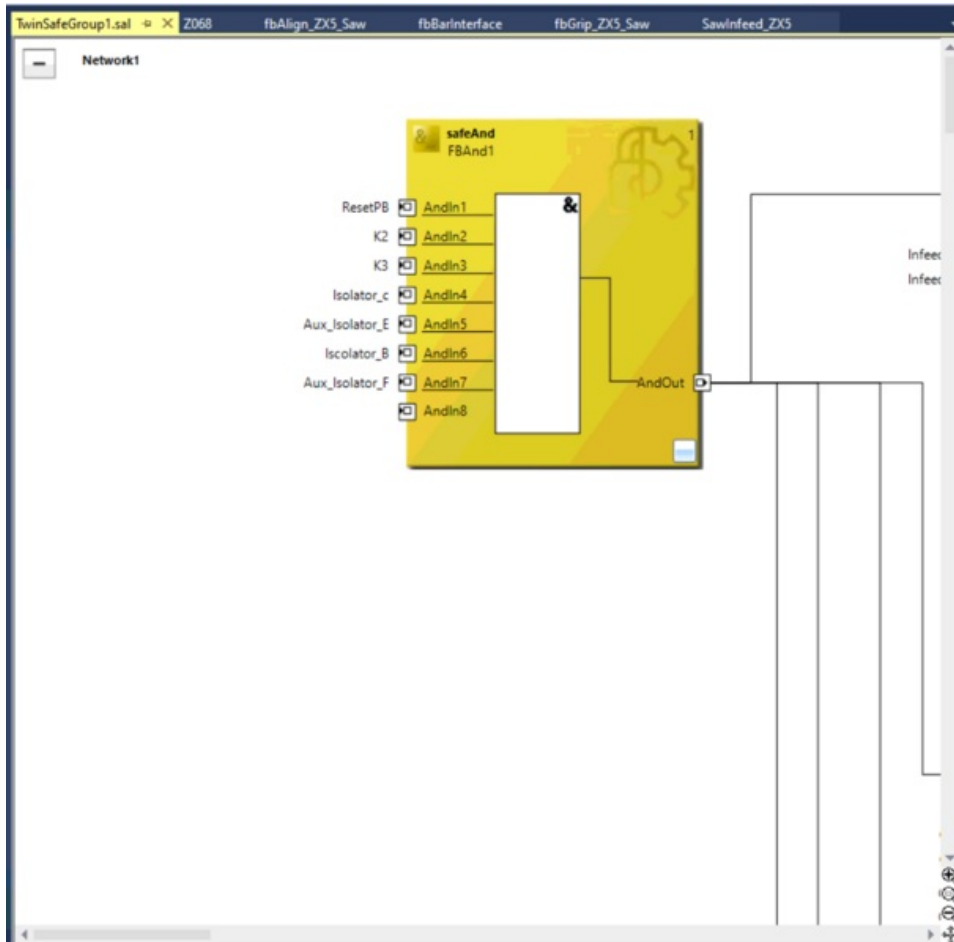 TwinSafeGroup1.sal Z068 fbAlign_ZX5_Saw fbBarInterface fbGrip_ZX5_Saw SawInfeed_ZX5
Network1
safeAnd 1
FBAnd1
& 
ResetPB AndIn1
K2 AndIn2
K3 AndIn3
Isolator_c AndIn4
Aux_Isolator_E AndIn5
Iscolator_B AndIn6
Aux_Isolator_F AndIn7 AndOut
AndIn8
Infeed
Infeed